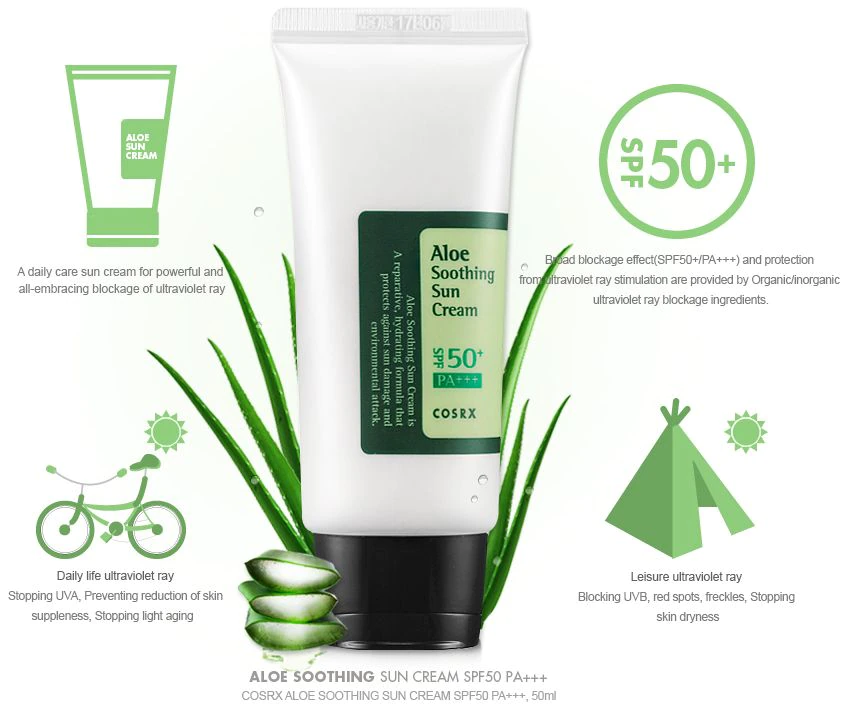 ALOE
SUN
CREAM
A daily care sun cream for powerful and
all-embracing blockage of ultraviolet ray
SPF 50+
Broad blockage effect(SPF50+/PA+++) and protection
from ultraviolet ray stimulation are provided by Organic/inorganic
ultraviolet ray blockage ingredients.
Aloe
Soothing
Sun
Cream
SPF 50+
PA+++
COSRX
Aloe Soothing Sun Cream is
A reparative, hydrating formula that
protects against sun damage and
environmental attack.
Daily life ultraviolet ray
Stopping UVA, Preventing reduction of skin
suppleness, Stopping light aging
Leisure ultraviolet ray
Blocking UVB, red spots, freckles, Stopping
skin dryness
ALOE SOOTHING SUN CREAM SPF50 PA+++
COSRX ALOE SOOTHING SUN CREAM SPF50 PA+++, 50ml